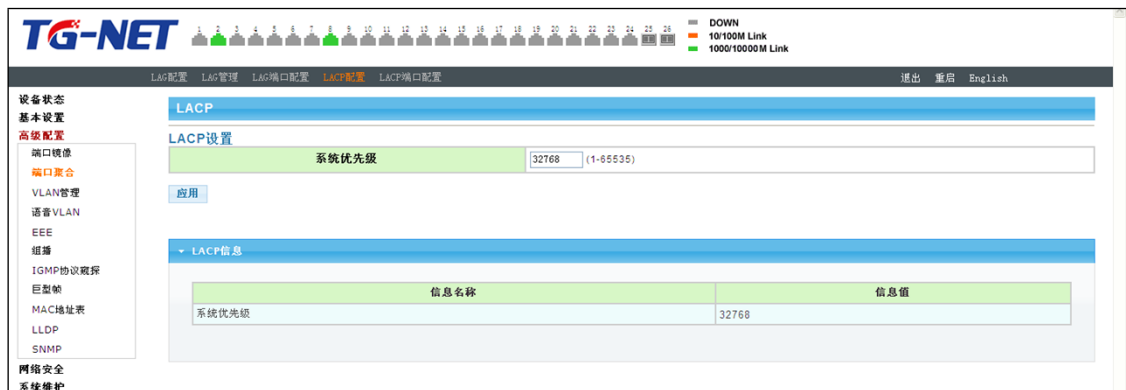 TG-NET
1 2 3 4 5 6 7 8 9 10 11 12 13 14 15 16 17 18 19 20 21 22 23 24 25 26
DOWN
10/100M Link
1000/10000M Link
LAG配置 LAG管理 LAG端口配置 LACP配置 LACP端口配置 退出 重启 English
设备状态
基本设置
高级配置
端口镜像
端口聚合
VLAN管理
语音VLAN
EEE
组播
IGMP协议窥探
巨型帧
MAC地址表
LLDP
SNMP
网络安全
系统维护
LACP
LACP设置
系统优先级 32768 (1-65535)
应用
LACP信息
信息名称 信息值
系统优先级 32768